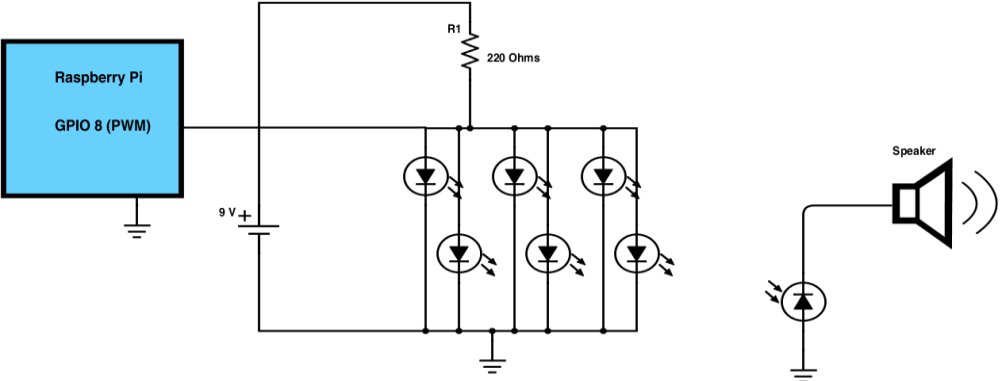 R1
220 Ohms
Raspberry Pi
GPIO 8 (PWM)
9 V
Speaker